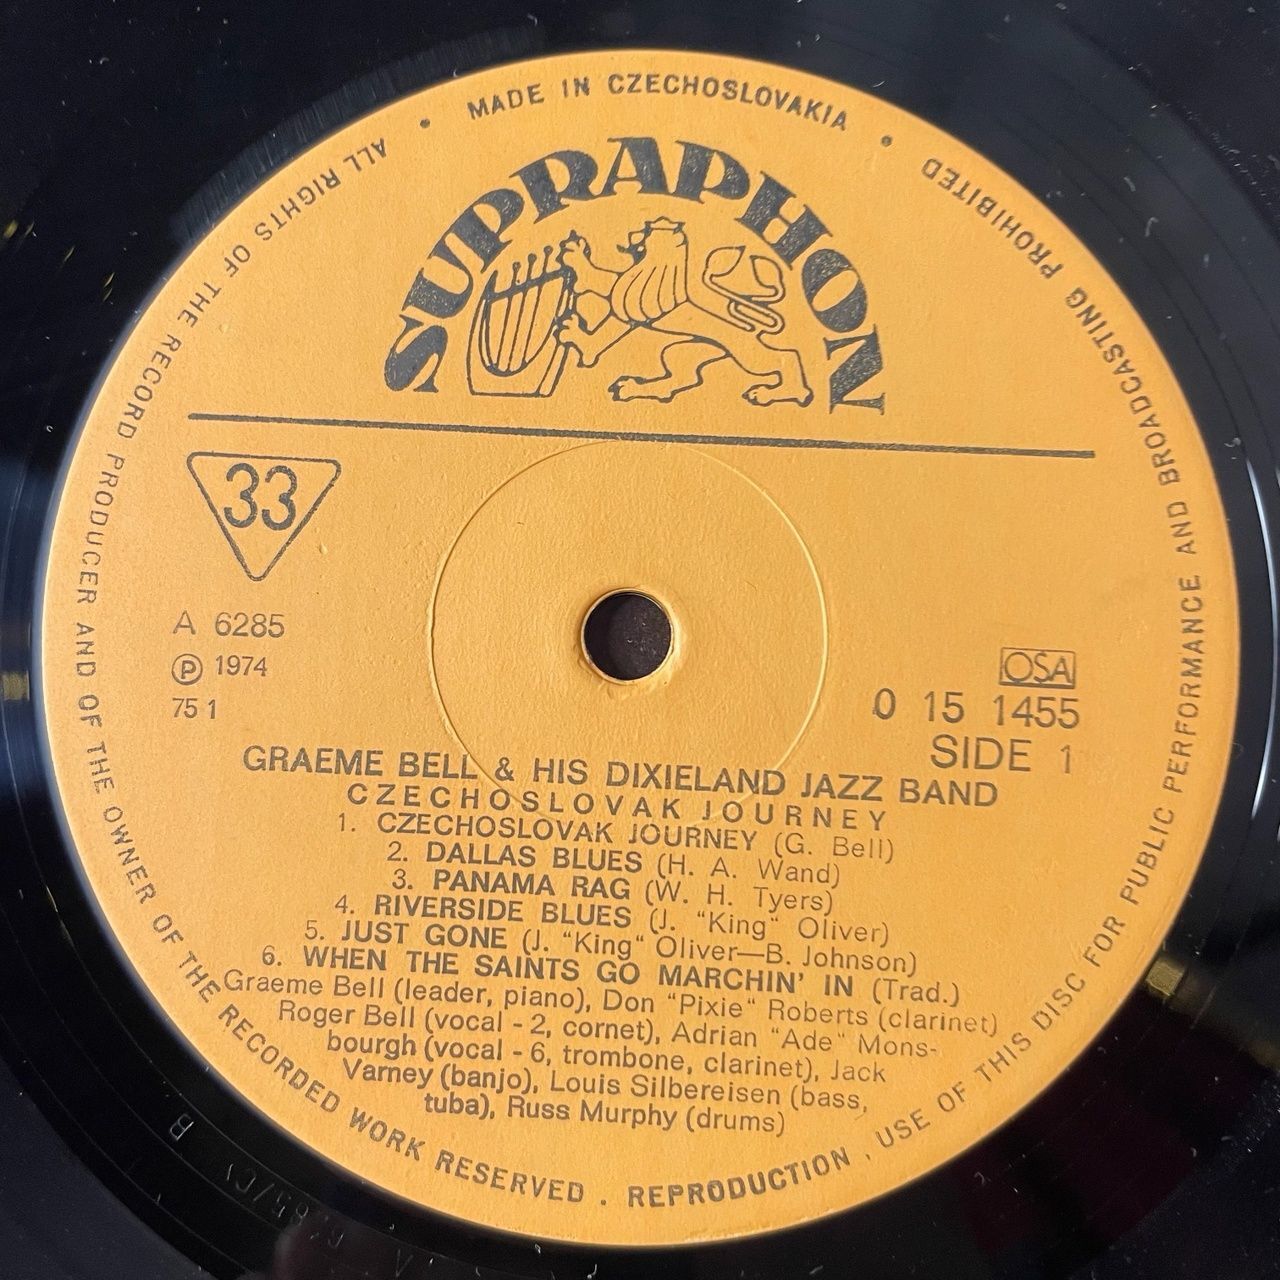 MADE IN CZECHOSLOVAKIA
SUPRAPHON
33
A 6285
Ⓟ 1974
75 1
OSA
0 15 1455
SIDE 1
GRAEME BELL & HIS DIXIELAND JAZZ BAND
CZECHOSLOVAK JOURNEY
1. CZECHOSLOVAK JOURNEY (G. Bell)
2. DALLAS BLUES (H. A. Wand)
3. PANAMA RAG (W. H. Tyers)
4. RIVERSIDE BLUES (J. "King" Oliver)
5. JUST GONE (J. "King" Oliver—B. Johnson)
6. WHEN THE SAINTS GO MARCHIN' IN (Trad.)
Graeme Bell (leader, piano), Don "Pixie" Roberts (clarinet)
Roger Bell (vocal - 2, cornet), Adrian "Ade" Mons-
bourgh (vocal - 6, trombone, clarinet), Jack
Varney (banjo), Louis Silbereisen (bass,
tuba), Russ Murphy (drums)
ALL RIGHTS OF THE RECORD PRODUCER AND OF THE OWNER OF THE RECORDED WORK RESERVED . REPRODUCTION , USE OF THIS DISC FOR PUBLIC PERFORMANCE AND BROADCASTING PROHIBITED